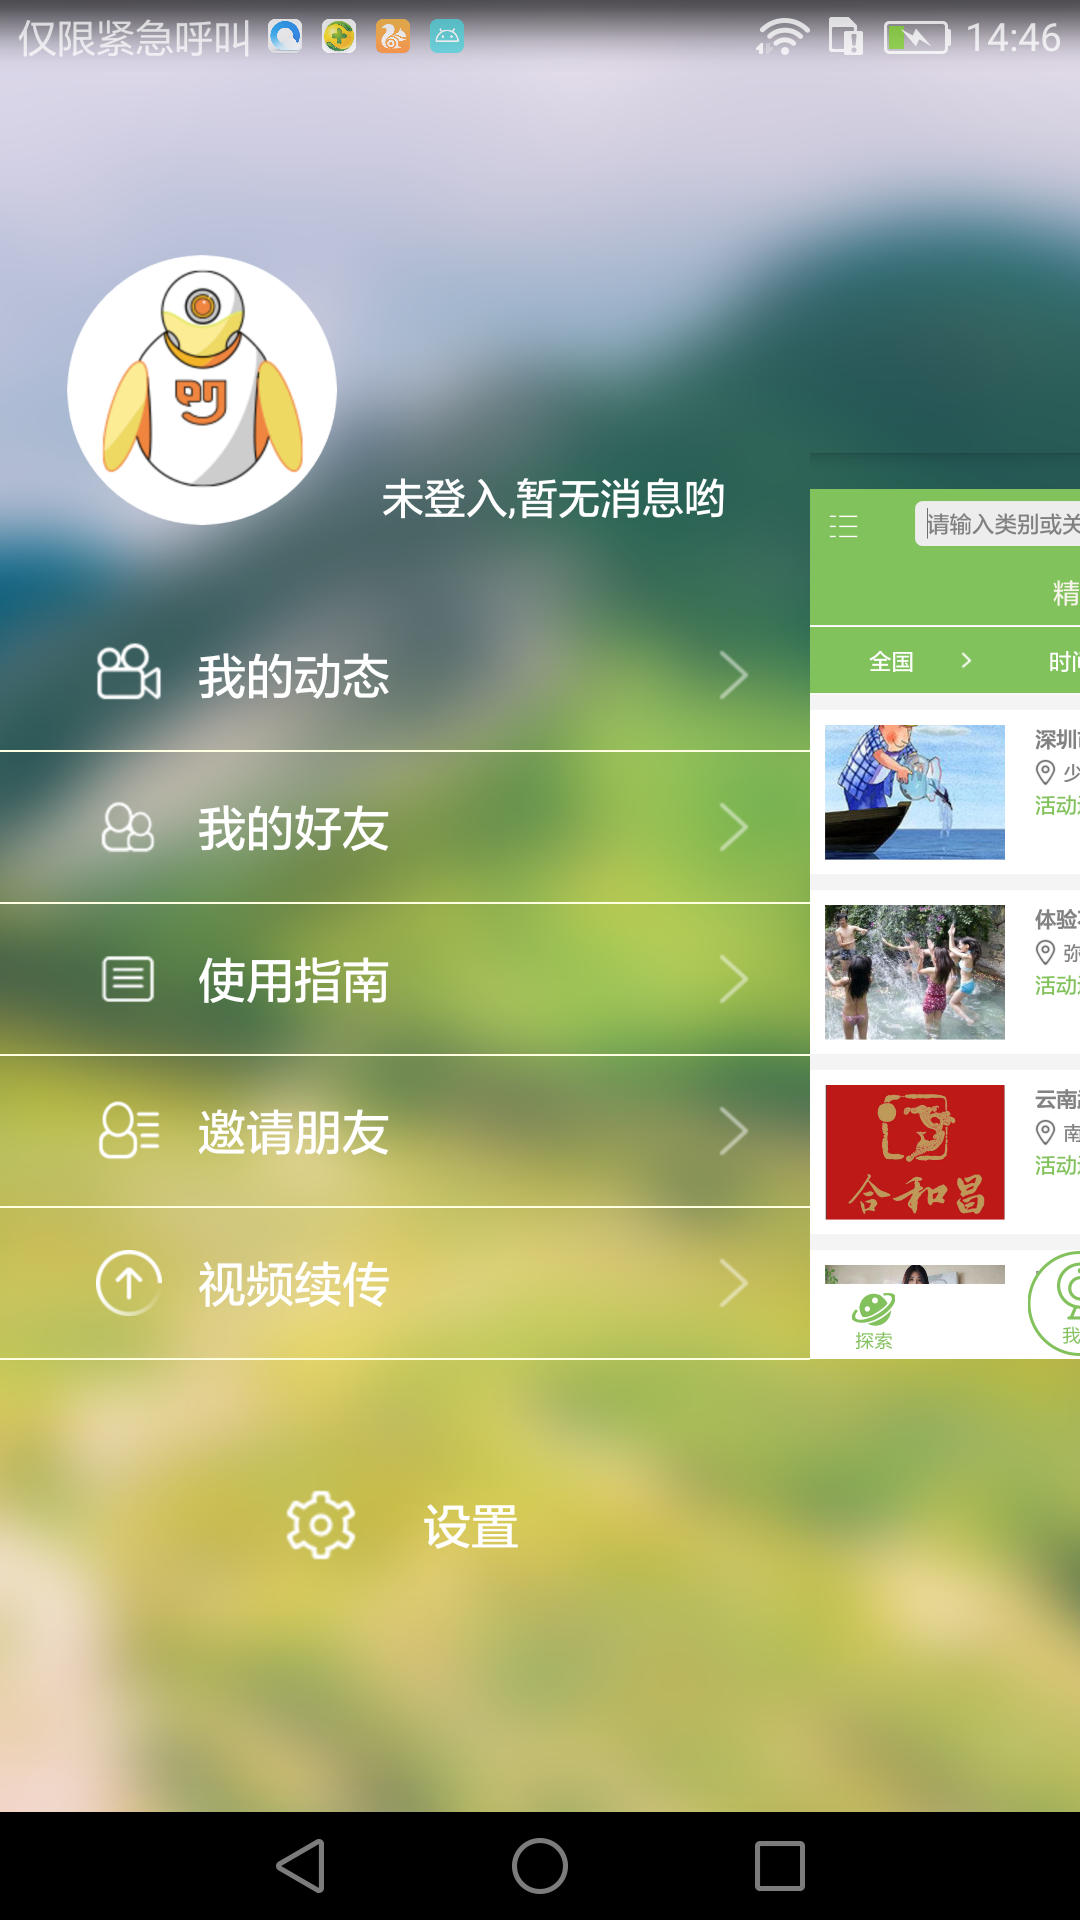 仅限紧急呼叫
14:46
未登入,暂无消息哟
我的动态
我的好友
使用指南
邀请朋友
视频续传
设置
请输入类别或关
精
全国
时间
深圳
少
活动
体验
弥
活动
云南
南
活动
合和昌
探索
我